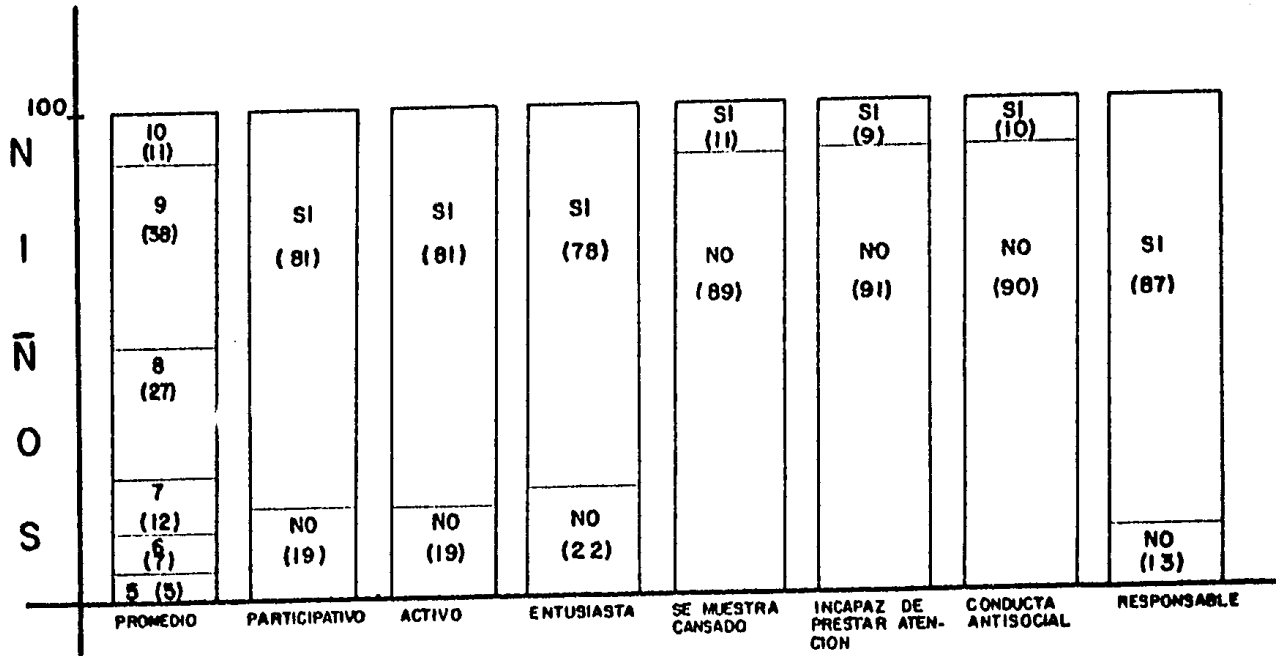 100
NIÑOS
10
(11)
9
(38)
8
(27)
7
(12)
6
(7)
5 (5)
PROMEDIO
SI
(81)
NO
(19)
PARTICIPATIVO
SI
(81)
NO
(19)
ACTIVO
SI
(78)
NO
(22)
ENTUSIASTA
SI
(11)
NO
(89)
SE MUESTRA
CANSADO
SI
(9)
NO
(91)
INCAPAZ DE
PRESTAR ATEN-
CION
SI
(10)
NO
(90)
CONDUCTA
ANTISOCIAL
SI
(87)
NO
(13)
RESPONSABLE